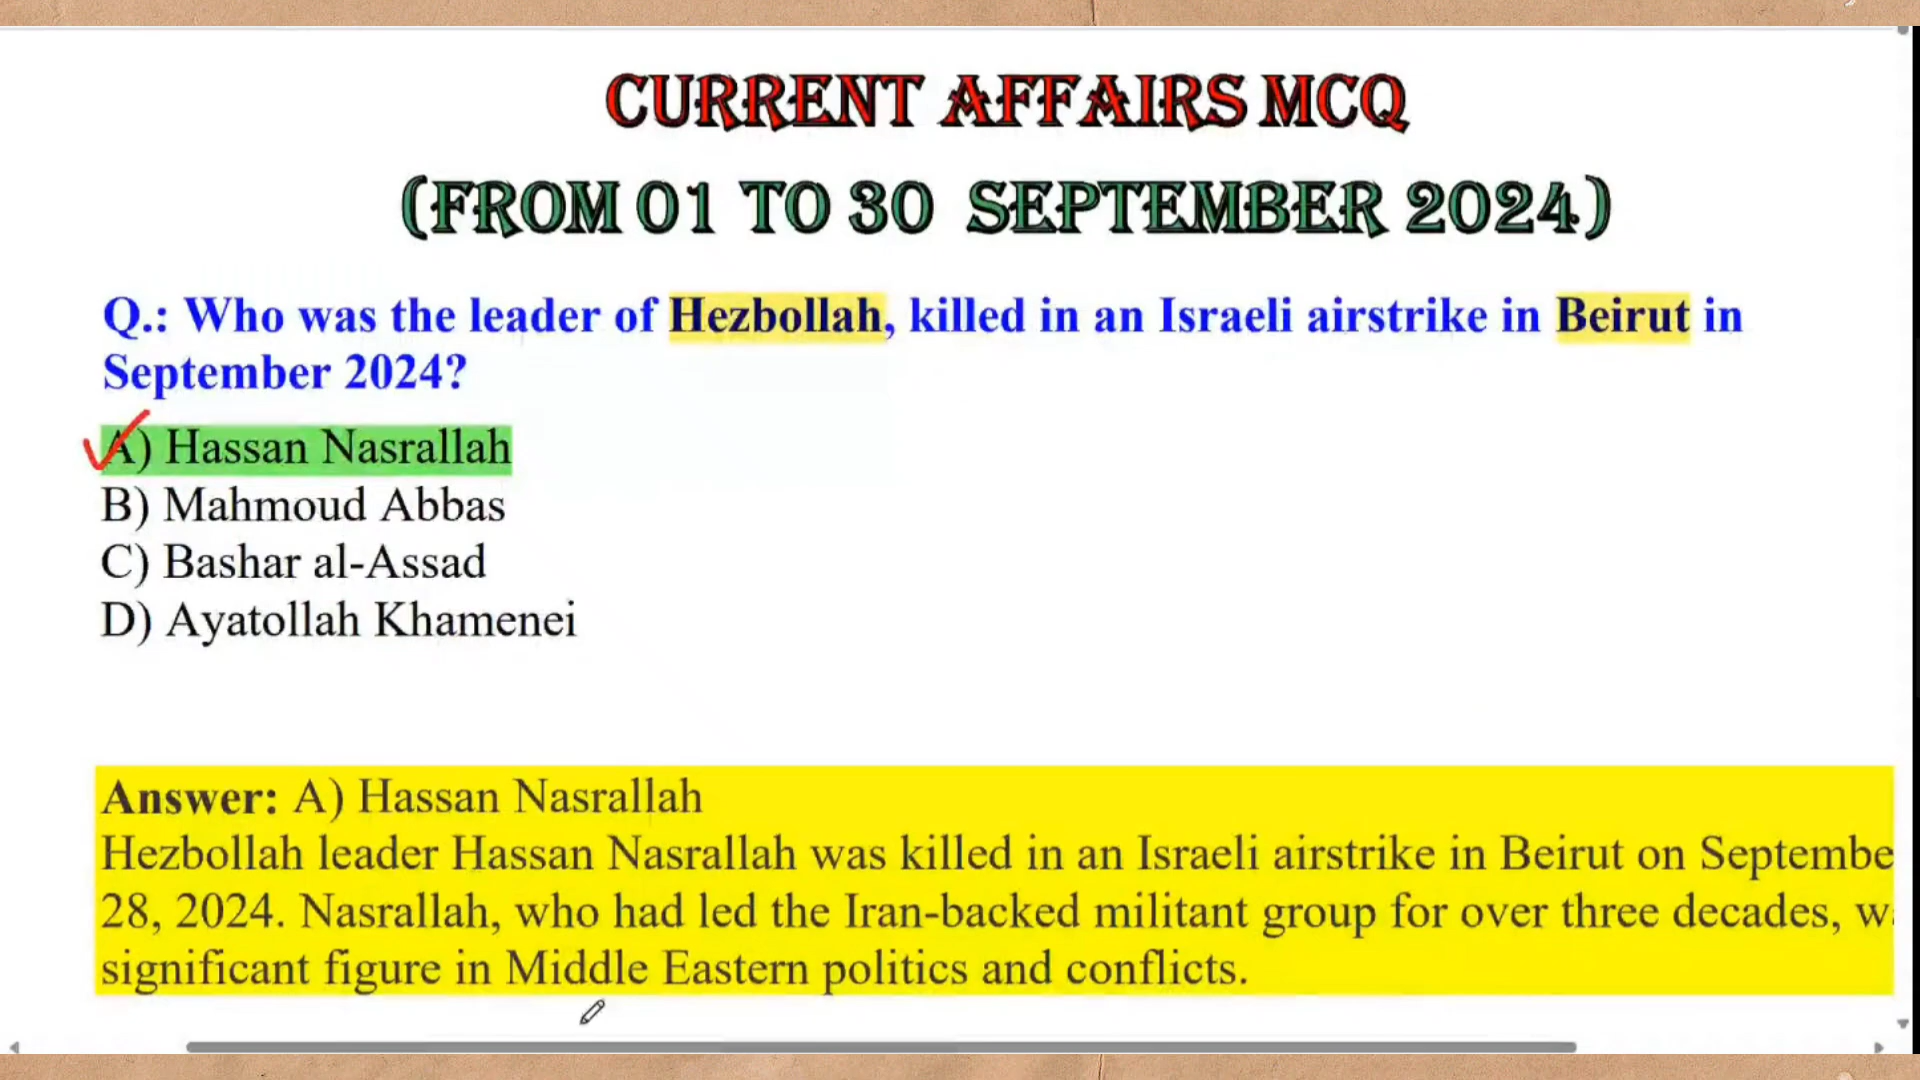 CURRENT AFFAIRS MCQ
(FROM 01 TO 30 SEPTEMBER 2024)
Q.: Who was the leader of Hezbollah, killed in an Israeli airstrike in Beirut in
September 2024?
A) Hassan Nasrallah
B) Mahmoud Abbas
C) Bashar al-Assad
D) Ayatollah Khamenei
Answer: A) Hassan Nasrallah
Hezbollah leader Hassan Nasrallah was killed in an Israeli airstrike in Beirut on Septembe
28, 2024. Nasrallah, who had led the Iran-backed militant group for over three decades,
significant figure in Middle Eastern politics and conflicts.